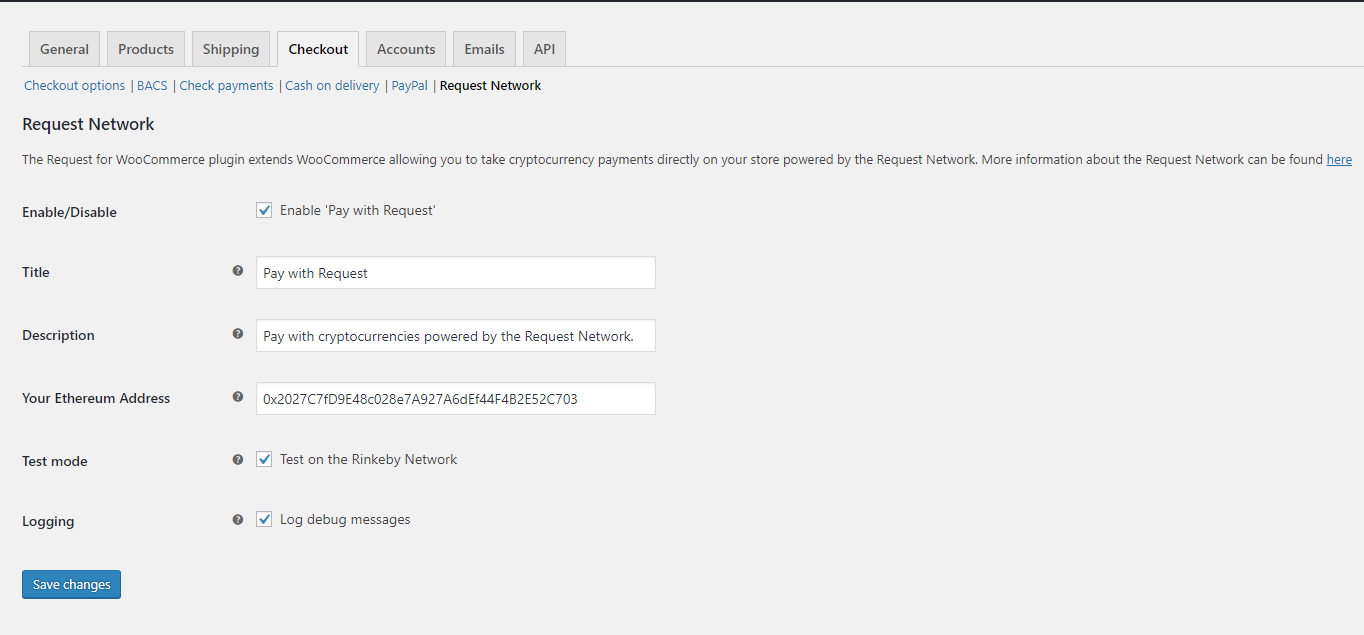 General Products Shipping Checkout Accounts Emails API
Checkout options | BACS | Check payments | Cash on delivery | PayPal | Request Network
Request Network
The Request for WooCommerce plugin extends WooCommerce allowing you to take cryptocurrency payments directly on your store powered by the Request Network. More information about the Request Network can be found here
Enable/Disable Enable 'Pay with Request'
Title ? Pay with Request
Description ? Pay with cryptocurrencies powered by the Request Network.
Your Ethereum Address ? 0x2027C7fD9E48c028e7A927A6dEf44F4B2E52C703
Test mode ? Test on the Rinkeby Network
Logging ? Log debug messages
Save changes